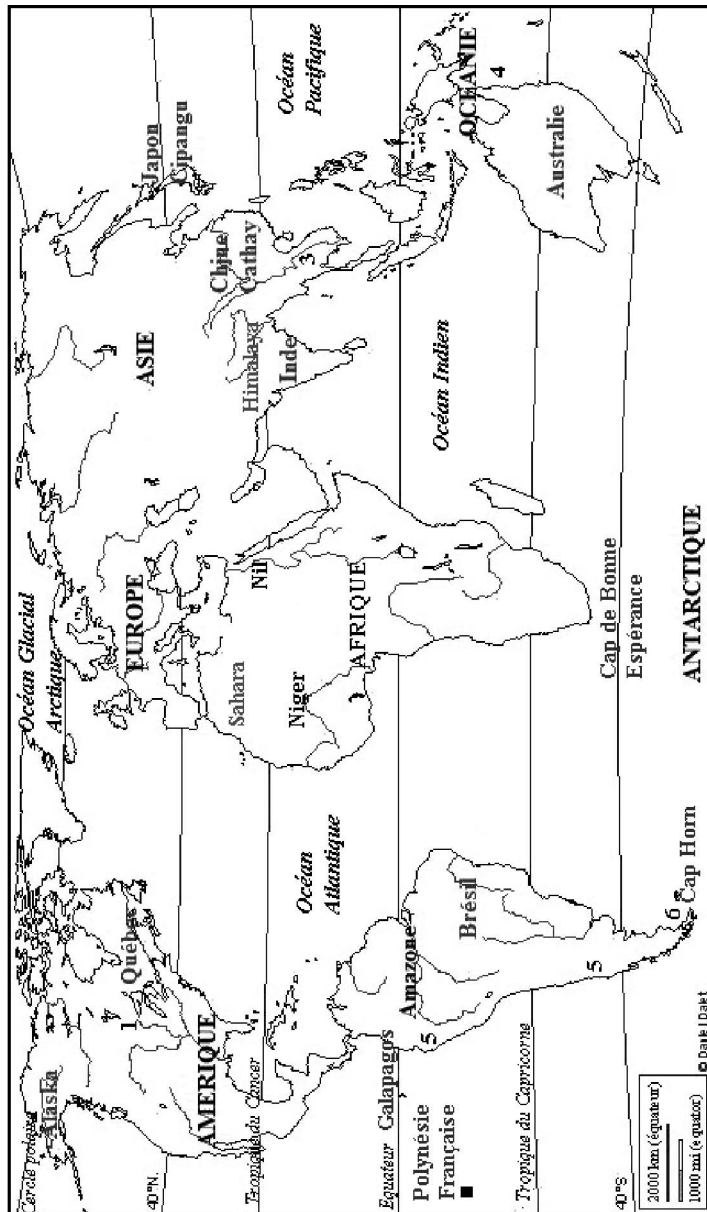 Océan Glacial
Arctique
Cercle polaire
Alaska
Québec
1
EUROPE
ASIE
Japon
Cipangu
40°N
AMERIQUE
Chine
Cathay
Himalaya
Inde
3
Sahara
Nil
Niger
Tropique du Cancer
Océan
Atlantique
Océan
Pacifique
AFRIQUE
Equateur
Galapagos
Amazone
Brésil
5
5
Océan Indien
OCEANIE
4
Australie
Polynésie
Française
Tropique du Capricorne
Cap de Bonne
Espérance
40°S
6
Cap Horn
ANTARCTIQUE
2000 km (équateur)
1000 mi (equator)
© Daniel Dalet